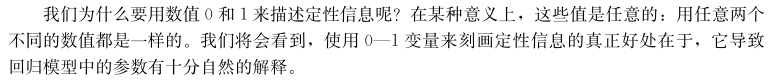 我们为什么要用数值 0 和 1 来描述定性信息呢？在某种意义上，这些值是任意的：用任意两个
不同的数值都是一样的。我们将会看到，使用 0—1 变量来刻画定性信息的真正好处在于，它导致
回归模型中的参数有十分自然的解释。